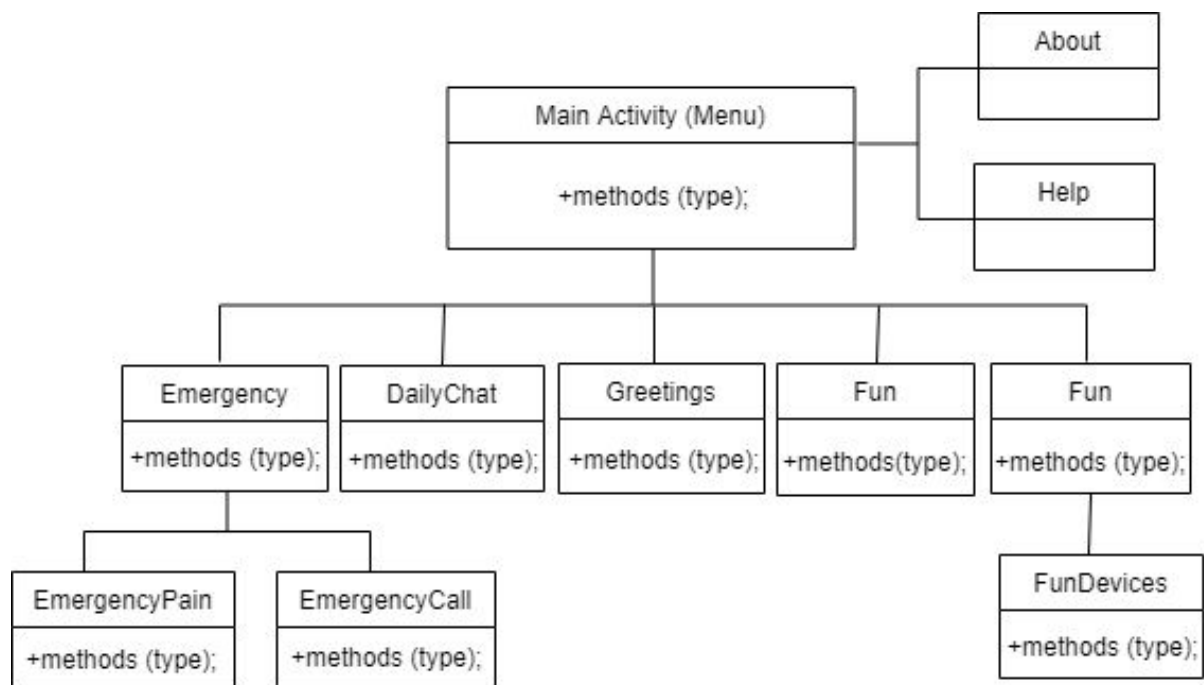 About
Main Activity (Menu)
+methods (type);
Help
Emergency
+methods (type);
DailyChat
+methods (type);
Greetings
+methods (type);
Fun
+methods(type);
Fun
+methods (type);
EmergencyPain
+methods (type);
EmergencyCall
+methods (type);
FunDevices
+methods (type);